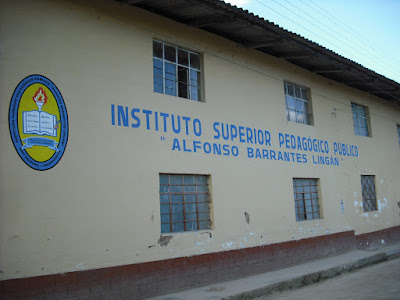 INSTITUTO SUPERIOR PEDAGÓGICO PÚBLICO
"ALFONSO BARRANTES LINGÁN"